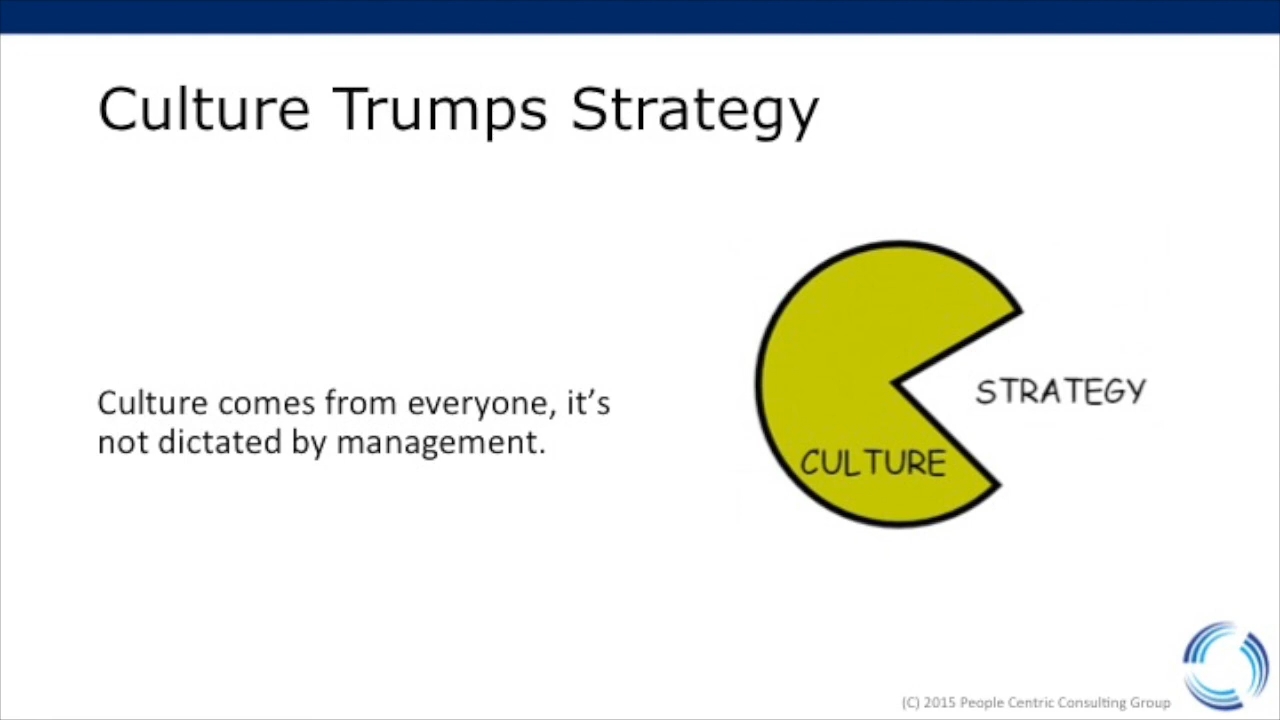 Culture Trumps Strategy
Culture comes from everyone, it’s
not dictated by management.
STRATEGY
CULTURE
(C) 2015 People Centric Consulting Group